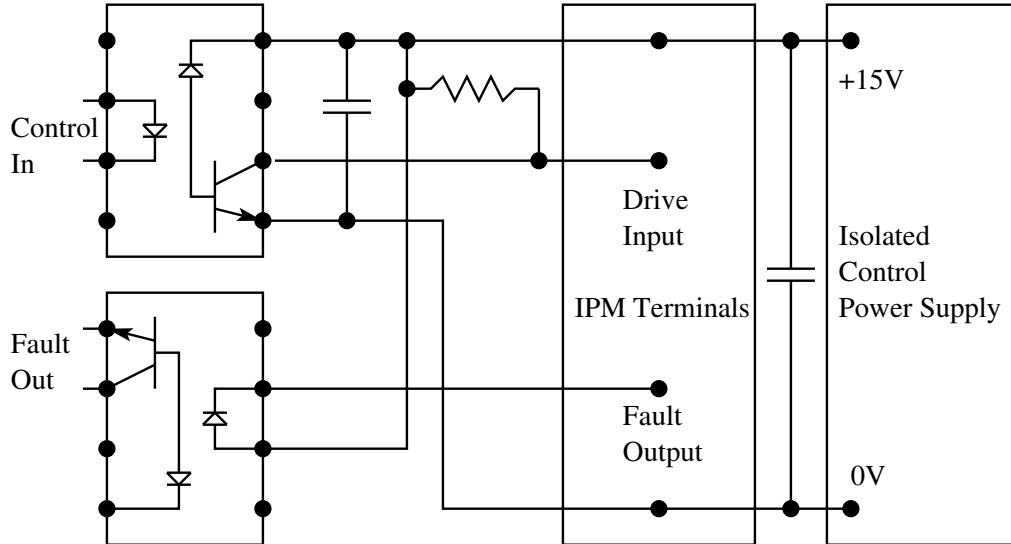 +15V
Control
In
Drive
Input
Isolated
Control
Power Supply
IPM Terminals
Fault
Out
Fault
Output
0V